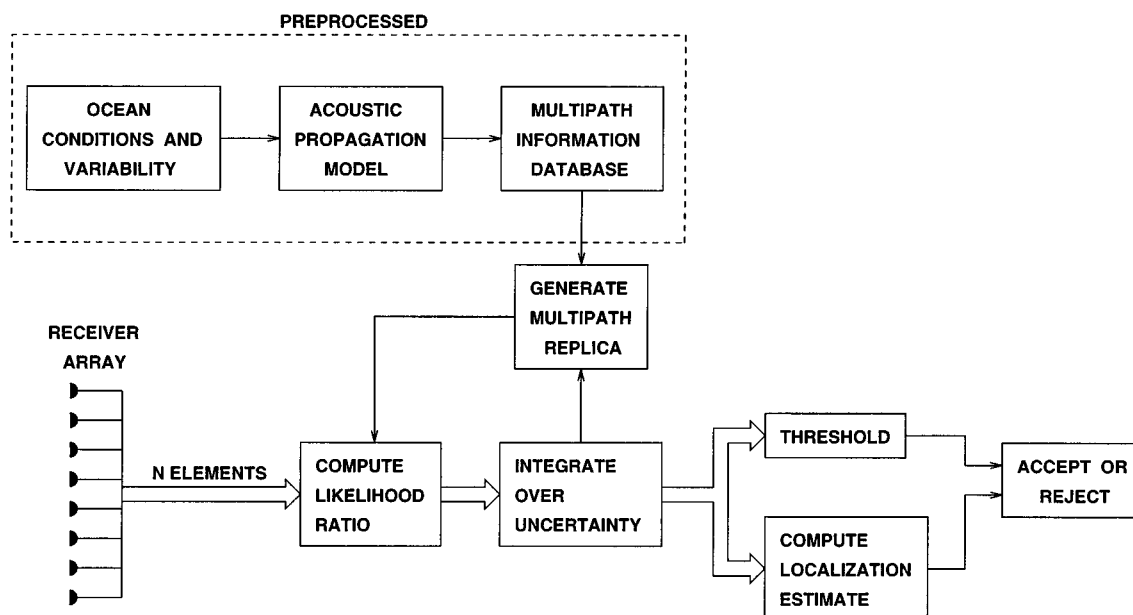 PREPROCESSED
OCEAN
CONDITIONS AND
VARIABILITY
ACOUSTIC
PROPAGATION
MODEL
MULTIPATH
INFORMATION
DATABASE
GENERATE
MULTIPATH
REPLICA
RECEIVER
ARRAY
N ELEMENTS
COMPUTE
LIKELIHOOD
RATIO
INTEGRATE
OVER
UNCERTAINTY
THRESHOLD
COMPUTE
LOCALIZATION
ESTIMATE
ACCEPT OR
REJECT